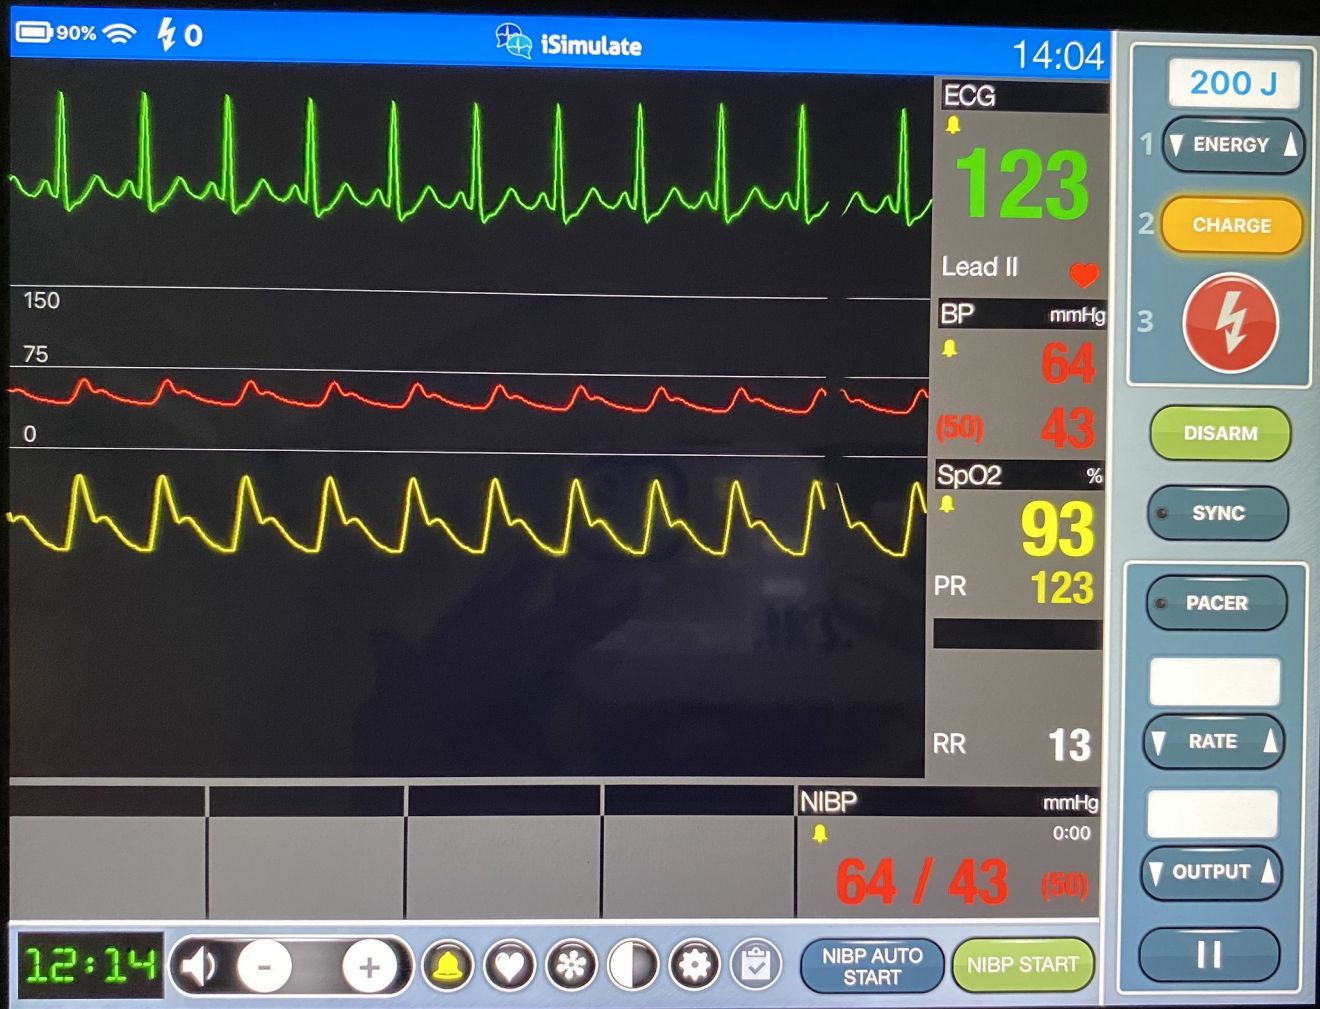 90%
0
iSimulate
14:04
ECG
123
Lead II
150
75
0
BP mmHg
64
(50) 43
SpO2 %
93
PR 123
RR 13
NIBP mmHg
0:00
64 / 43 (50)
12:14
-
+
NIBP AUTO
START
NIBP START
200 J
1 ENERGY
2 CHARGE
3
DISARM
SYNC
PACER
RATE
OUTPUT